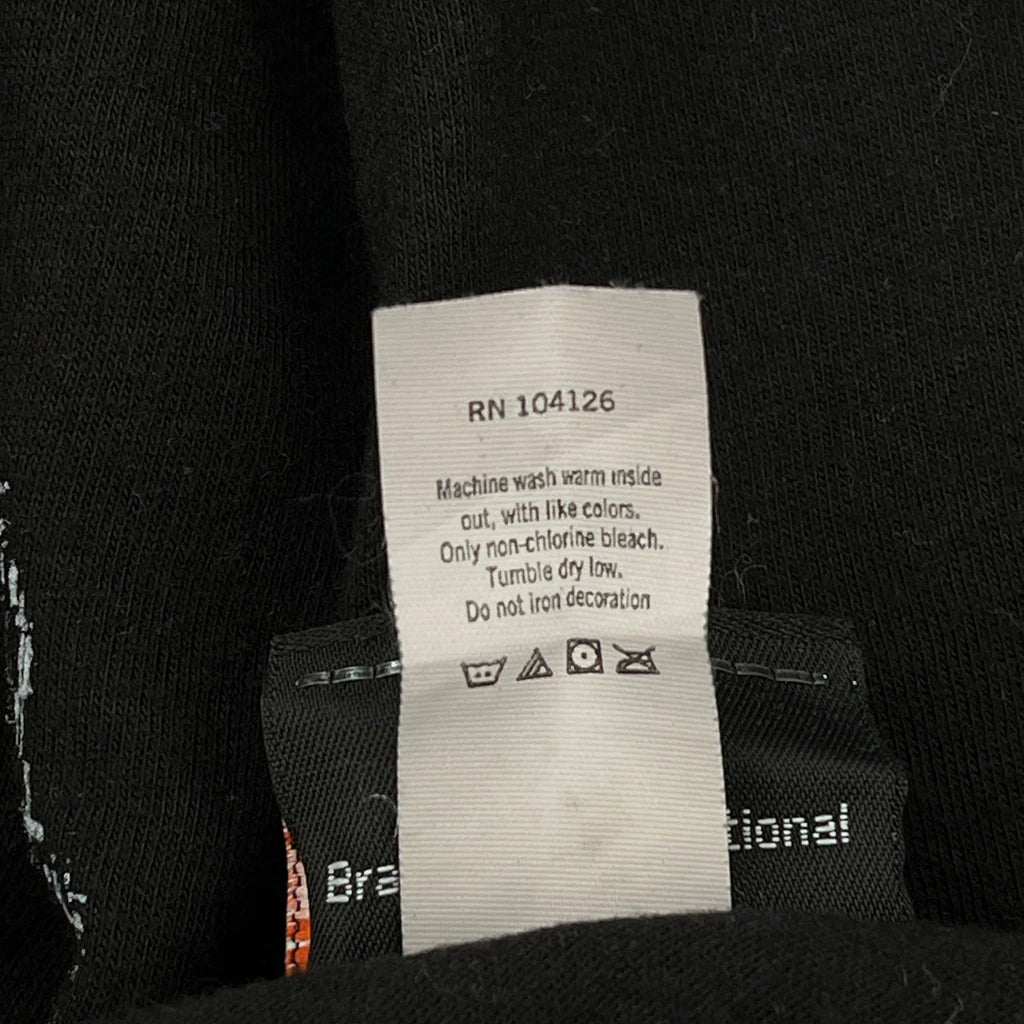 RN 104126
Machine wash warm inside
out, with like colors.
Only non-chlorine bleach.
Tumble dry low.
Do not iron decoration
Bra tional